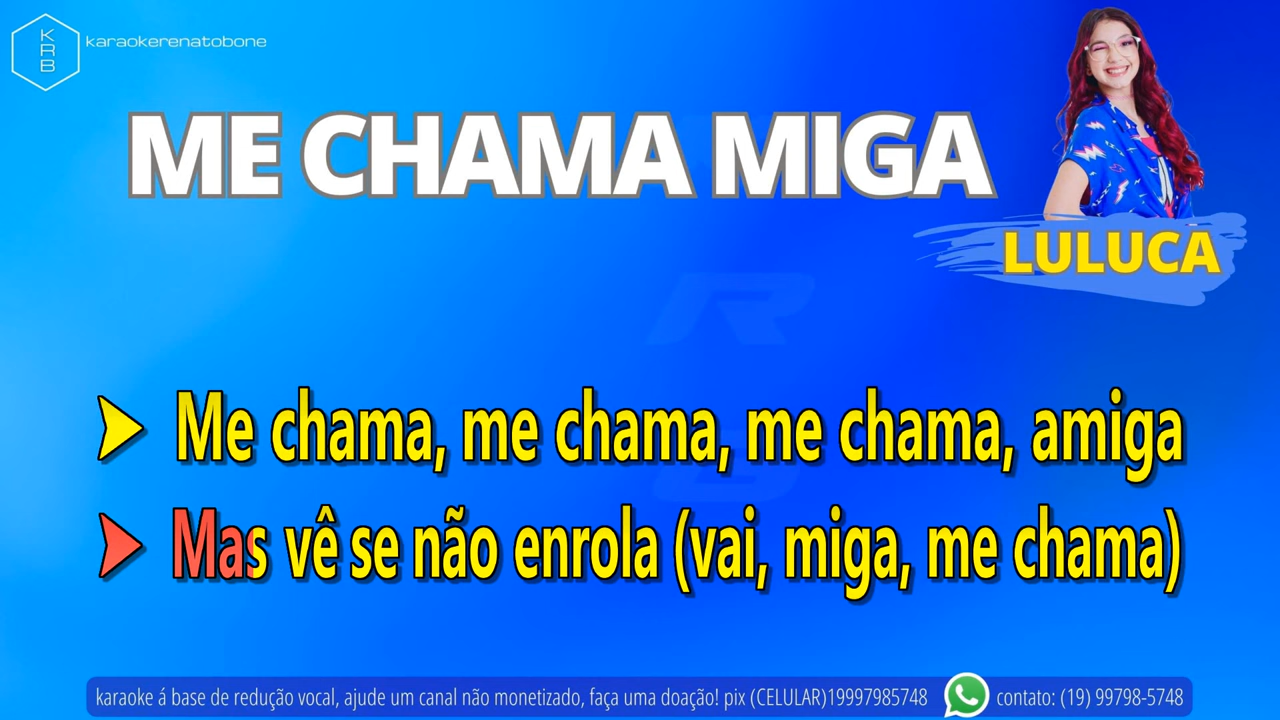 KRB
karaokerenatobone
ME CHAMA MIGA
LULUCA
Me chama, me chama, me chama, amiga
Mas vê se não enrola (vai, miga, me chama)
karaoke á base de redução vocal, ajude um canal não monetizado, faça uma doação! pix (CELULAR)19997985748 contato: (19) 99798-5748